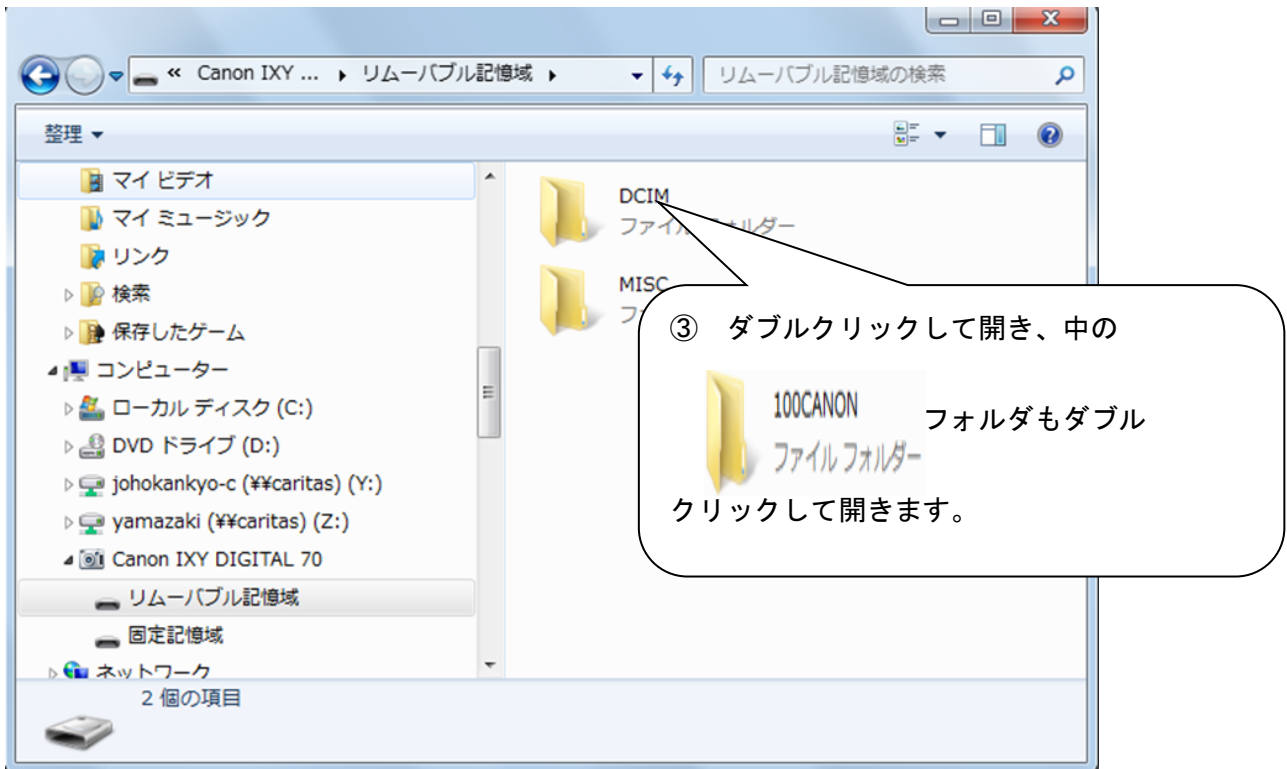 « Canon IXY ... ▸ リムーバブル記憶域 ▸
リムーバブル記憶域の検索
整理
マイ ビデオ
マイ ミュージック
リンク
検索
保存したゲーム
コンピューター
ローカル ディスク (C:)
DVD ドライブ (D:)
johokankyo-c (¥¥caritas) (Y:)
yamazaki (¥¥caritas) (Z:)
Canon IXY DIGITAL 70
リムーバブル記憶域
固定記憶域
ネットワーク
DCIM
ファイル フォルダー
MISC
フ
③ ダブルクリックして開き、中の
100CANON
ファイル フォルダー
フォルダもダブル
クリックして開きます。
2 個の項目